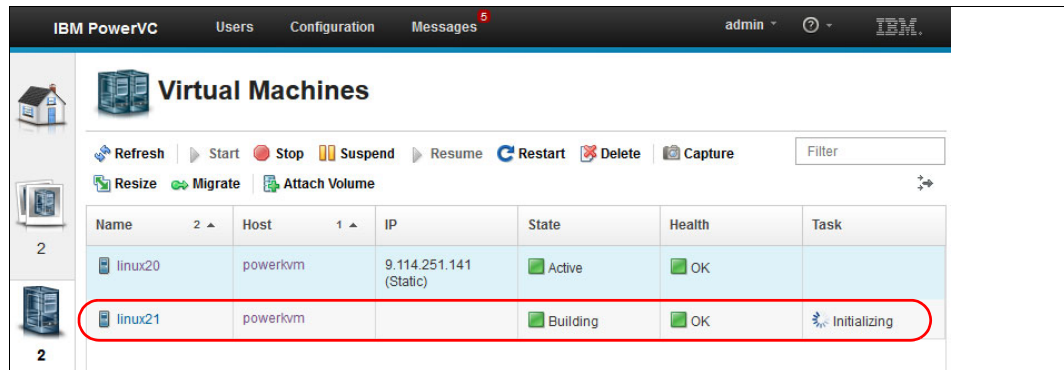 IBM PowerVC Users Configuration Messages 5 admin ? IBM.
Virtual Machines
Refresh Start Stop Suspend Resume Restart Delete Capture Filter
Resize Migrate Attach Volume
2
Name 2 Host 1 IP State Health Task
linux20 powerkvm 9.114.251.141 Active OK
(Static)
linux21 powerkvm Building OK Initializing
2